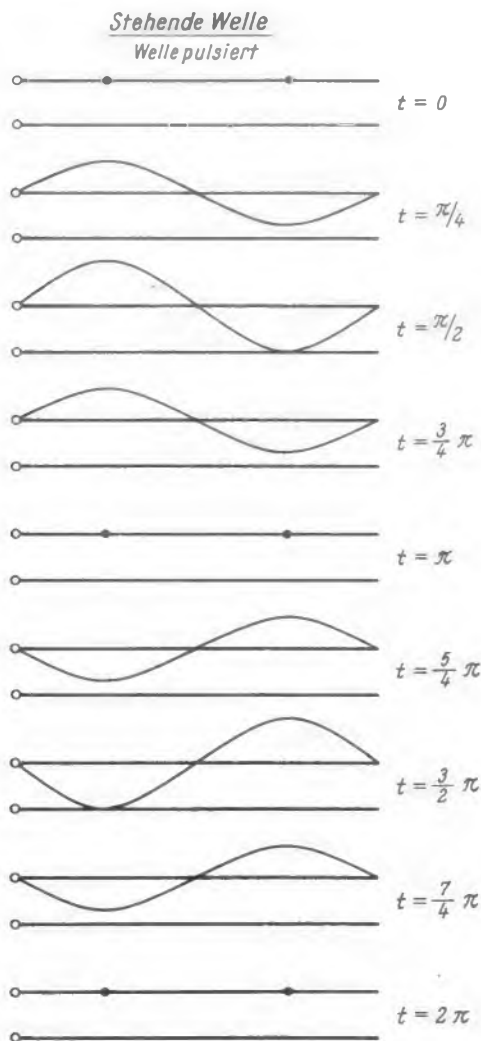 Stehende Welle
Welle pulsiert
t = 0
t = π/4
t = π/2
t = 3/4 π
t = π
t = 5/4 π
t = 3/2 π
t = 7/4 π
t = 2 π